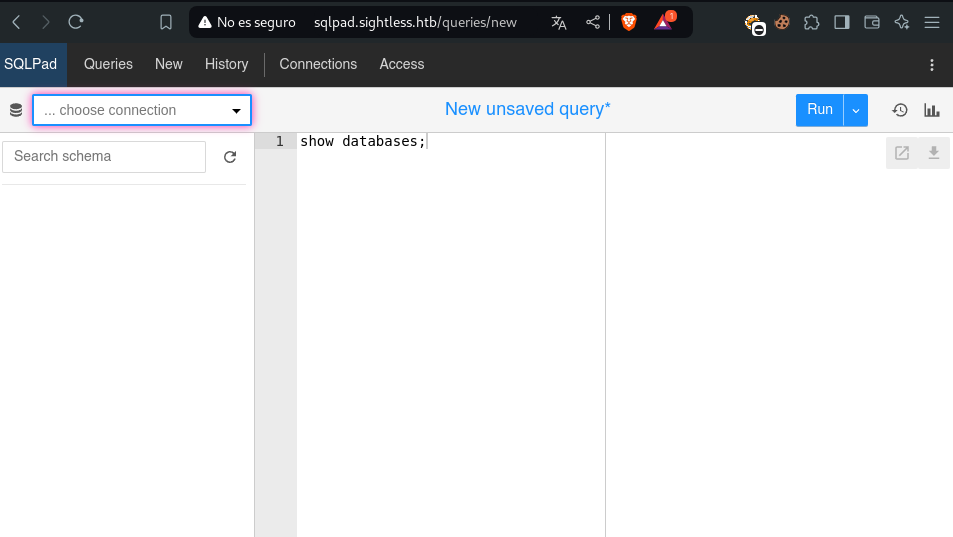 No es seguro sqlpad.sightless.htb/queries/new 1
SQLPad Queries New History Connections Access
... choose connection New unsaved query* Run
Search schema
1 show databases;